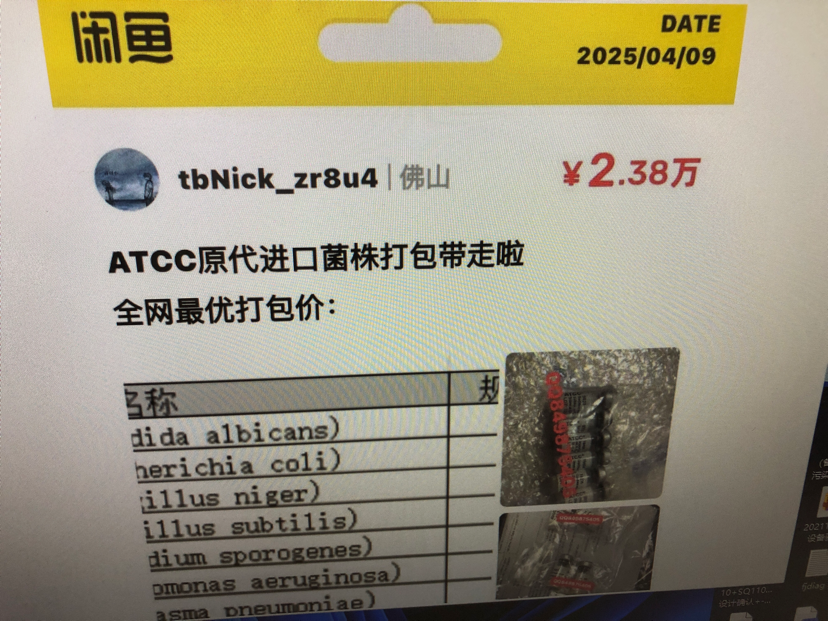 闲鱼
DATE
2025/04/09
tbNick_zr8u4 | 佛山
¥2.38万
ATCC原代进口菌株打包带走啦
全网最优打包价：
名称 规
dida albicans)
herichia coli)
illus niger)
illus subtilis)
dium sporogenes)
omonas aeruginosa)
asma pneumoniae)